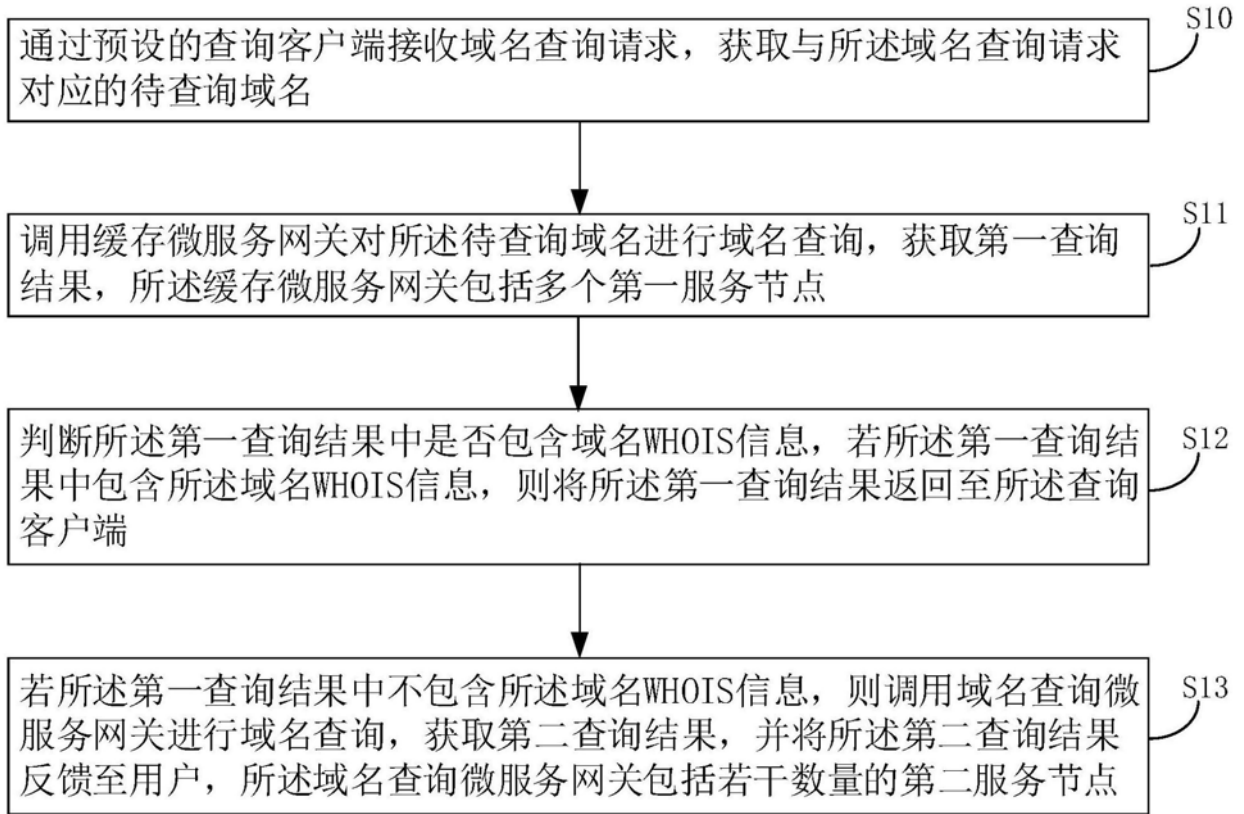 S10
通过预设的查询客户端接收域名查询请求，获取与所述域名查询请求
对应的待查询域名
S11
调用缓存微服务网关对所述待查询域名进行域名查询，获取第一查询
结果，所述缓存微服务网关包括多个第一服务节点
S12
判断所述第一查询结果中是否包含域名WHOIS信息，若所述第一查询结
果中包含所述域名WHOIS信息，则将所述第一查询结果返回至所述查询
客户端
S13
若所述第一查询结果中不包含所述域名WHOIS信息，则调用域名查询微
服务网关进行域名查询，获取第二查询结果，并将所述第二查询结果
反馈至用户，所述域名查询微服务网关包括若干数量的第二服务节点